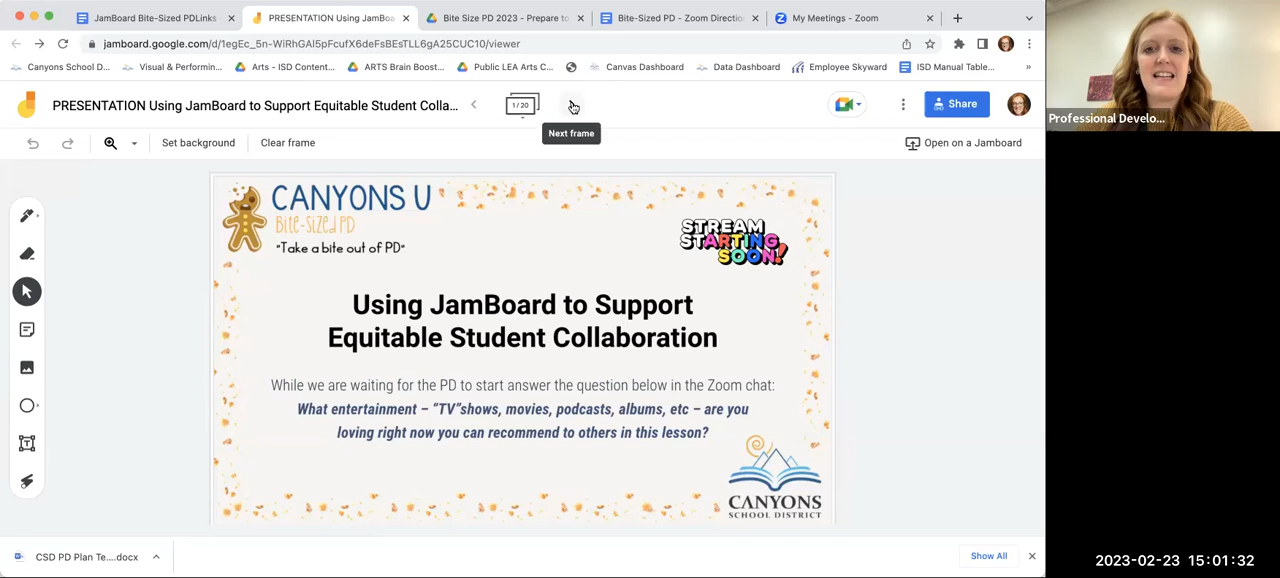 JamBoard Bite-Sized PDLinks
PRESENTATION Using JamBoa
Bite Size PD 2023 - Prepare to
Bite-Sized PD - Zoom Directio
My Meetings - Zoom
jamboard.google.com/d/1egEc_5n-WiRhGAI5pFcufX6deFsBEsTLL6gA25CUC10/viewer
Canyons School D...
Visual & Performin...
Arts - ISD Content...
ARTS Brain Boost...
Public LEA Arts C...
Canvas Dashboard
Data Dashboard
Employee Skyward
ISD Manual Table...
»
PRESENTATION Using JamBoard to Support Equitable Student Colla...
1/20
Share
Next frame
Set background
Clear frame
Open on a Jamboard
CANYONS U
Bite-Sized PD
"Take a bite out of PD"
STREAM
STARTING
SOON!
Using JamBoard to Support
Equitable Student Collaboration
While we are waiting for the PD to start answer the question below in the Zoom chat:
What entertainment – "TV"shows, movies, podcasts, albums, etc – are you
loving right now you can recommend to others in this lesson?
CANYONS
SCHOOL DISTRICT
CSD PD Plan Te....docx
Show All
Professional Develo...
2023-02-23 15:01:32